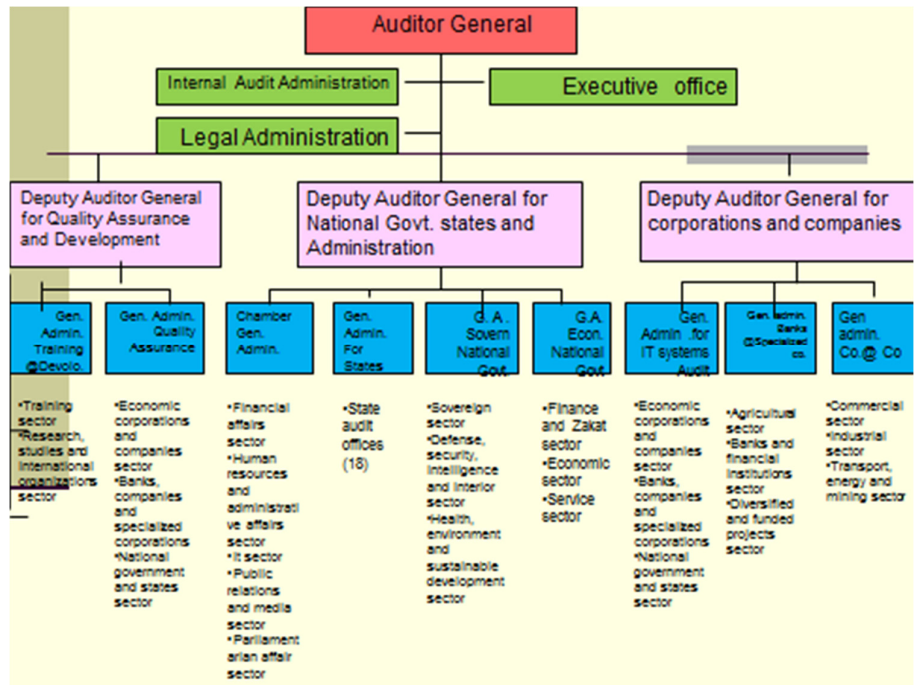 Auditor General
Internal Audit Administration
Executive office
Legal Administration
Deputy Auditor General
for Quality Assurance
and Development
Deputy Auditor General for
National Govt. states and
Administration
Deputy Auditor General for
corporations and companies
Gen.
Admin.
Training
@Devolo.
Gen. Admin.
Quality
Assurance
Chamber
Gen.
Admin.
Gen.
Admin.
For
States
G. A .
Sovern
National
Govt.
G.A.
Econ.
National
Govt
Gen.
Admin .for
IT systems
Audit
Gen. admin.
Banks
@Specialized
co.
Gen
admin.
Co.@ Co
•Training
sector
•Research,
studies and
international
organizations
sector
•Economic
corporations
and
companies
sector
•Banks,
companies
and
specialized
corporations
•National
government
and states
sector
•Financial
affairs
sector
•Human
resources
and
administrati
ve affairs
sector
•It sector
•Public
relations
and media
sector
•Parliament
arian affair
sector
•State
audit
offices
(18)
•Sovereign
sector
•Defense,
security,
intelligence
and interior
sector
•Health,
environment
and
sustainable
development
sector
•Finance
and Zakat
sector
•Economic
sector
•Service
sector
•Economic
corporations
and
companies
sector
•Banks,
companies
and
specialized
corporations
•National
government
and states
sector
•Agricultural
sector
•Banks and
financial
institutions
sector
•Diversified
and funded
projects
sector
•Commercial
sector
•Industrial
sector
•Transport,
energy and
mining sector